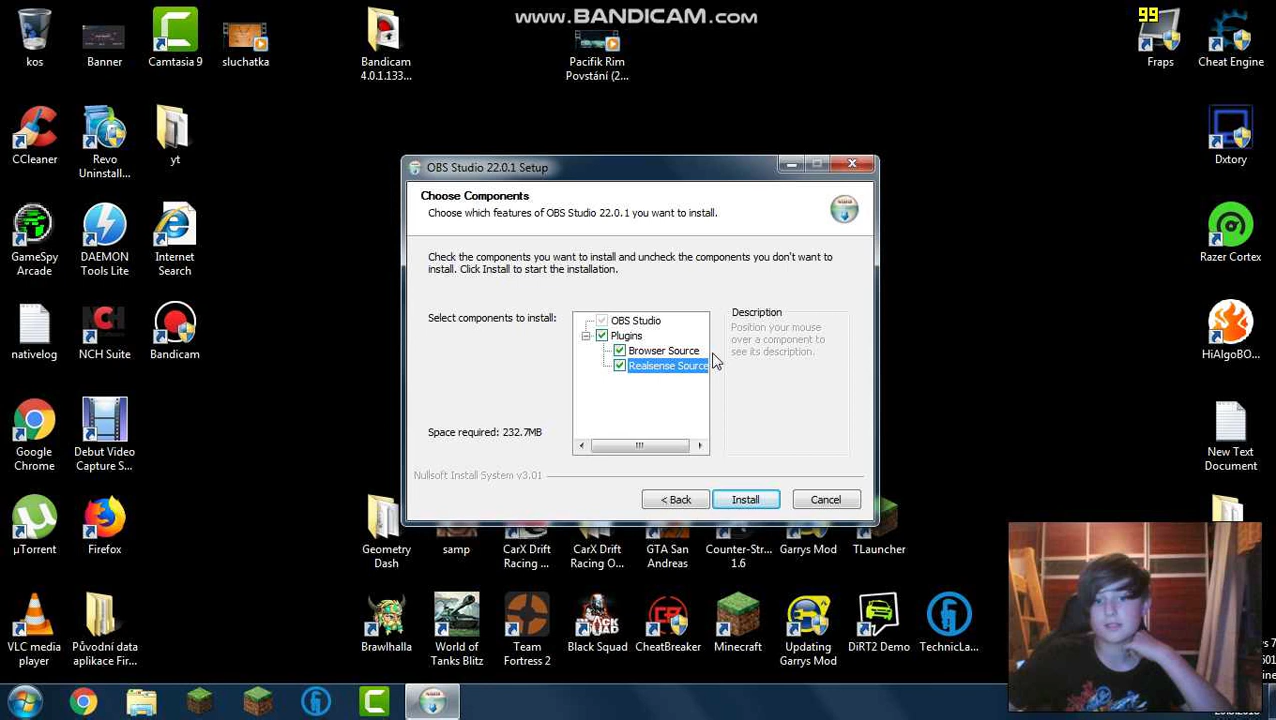 www.BANDICAM.com
99
kos
Banner
Camtasia 9
sluchatka
Bandicam
4.0.1.133...
Pacifik Rim
Povstání (2...
Fraps
Cheat Engine
CCleaner
Revo
Uninstall...
yt
Dxtory
OBS Studio 22.0.1 Setup
Choose Components
Choose which features of OBS Studio 22.0.1 you want to install.
Check the components you want to install and uncheck the components you don't want to
install. Click Install to start the installation.
Select components to install:
OBS Studio
Plugins
Browser Source
Realsense Source
Description
Position your mouse
over a component to
see its description.
Space required: 232.7MB
Nullsoft Install System v3.01
< Back
Install
Cancel
GameSpy
Arcade
DAEMON
Tools Lite
Internet
Search
Razer Cortex
nativelog
NCH Suite
Bandicam
HiAlgoBO...
Google
Chrome
Debut Video
Capture S...
New Text
Document
µTorrent
Firefox
Geometry
Dash
samp
CarX Drift
Racing ...
CarX Drift
Racing O...
GTA San
Andreas
Counter-Str...
1.6
Garrys Mod
TLauncher
VLC media
player
Původní data
aplikace Fir...
Brawlhalla
World of
Tanks Blitz
Team
Fortress 2
Black Squad
CheatBreaker
Minecraft
Updating
Garrys Mod
DiRT2 Demo
TechnicLa...